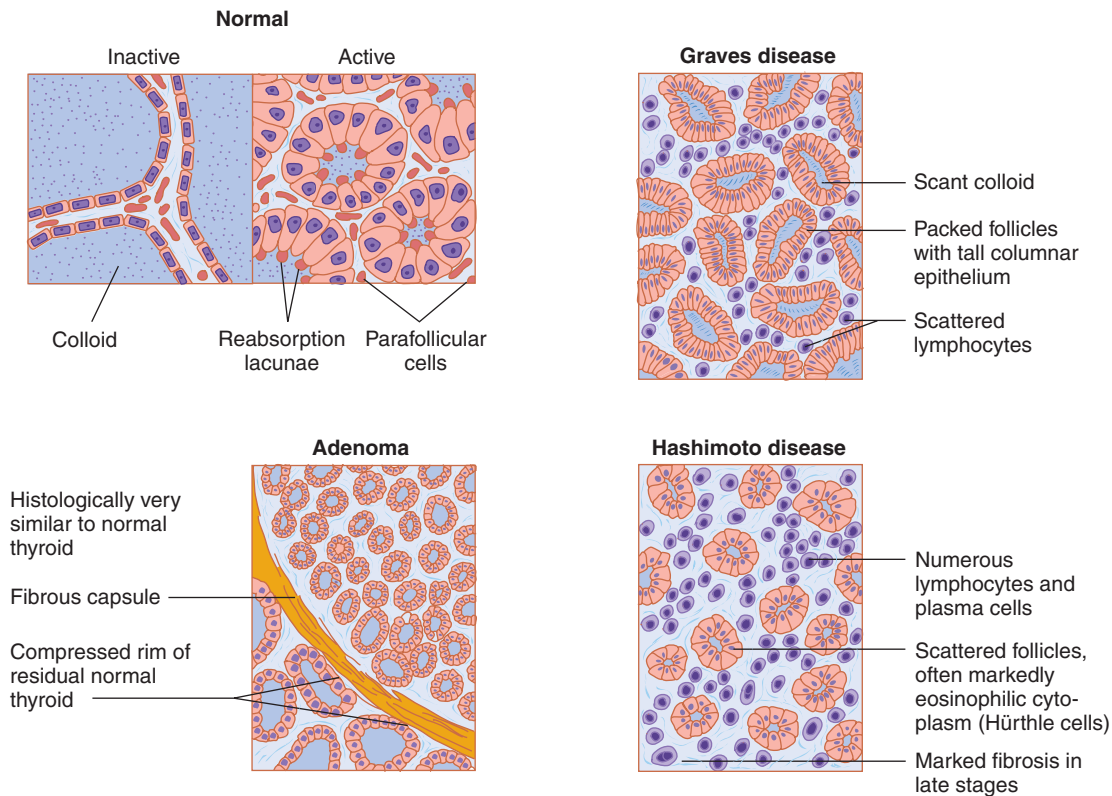 Normal
Inactive
Active
Colloid
Reabsorption
lacunae
Parafollicular
cells
Graves disease
Scant colloid
Packed follicles
with tall columnar
epithelium
Scattered
lymphocytes
Adenoma
Histologically very
similar to normal
thyroid
Fibrous capsule
Compressed rim of
residual normal
thyroid
Hashimoto disease
Numerous
lymphocytes and
plasma cells
Scattered follicles,
often markedly
eosinophilic cyto-
plasm (Hürthle cells)
Marked fibrosis in
late stages